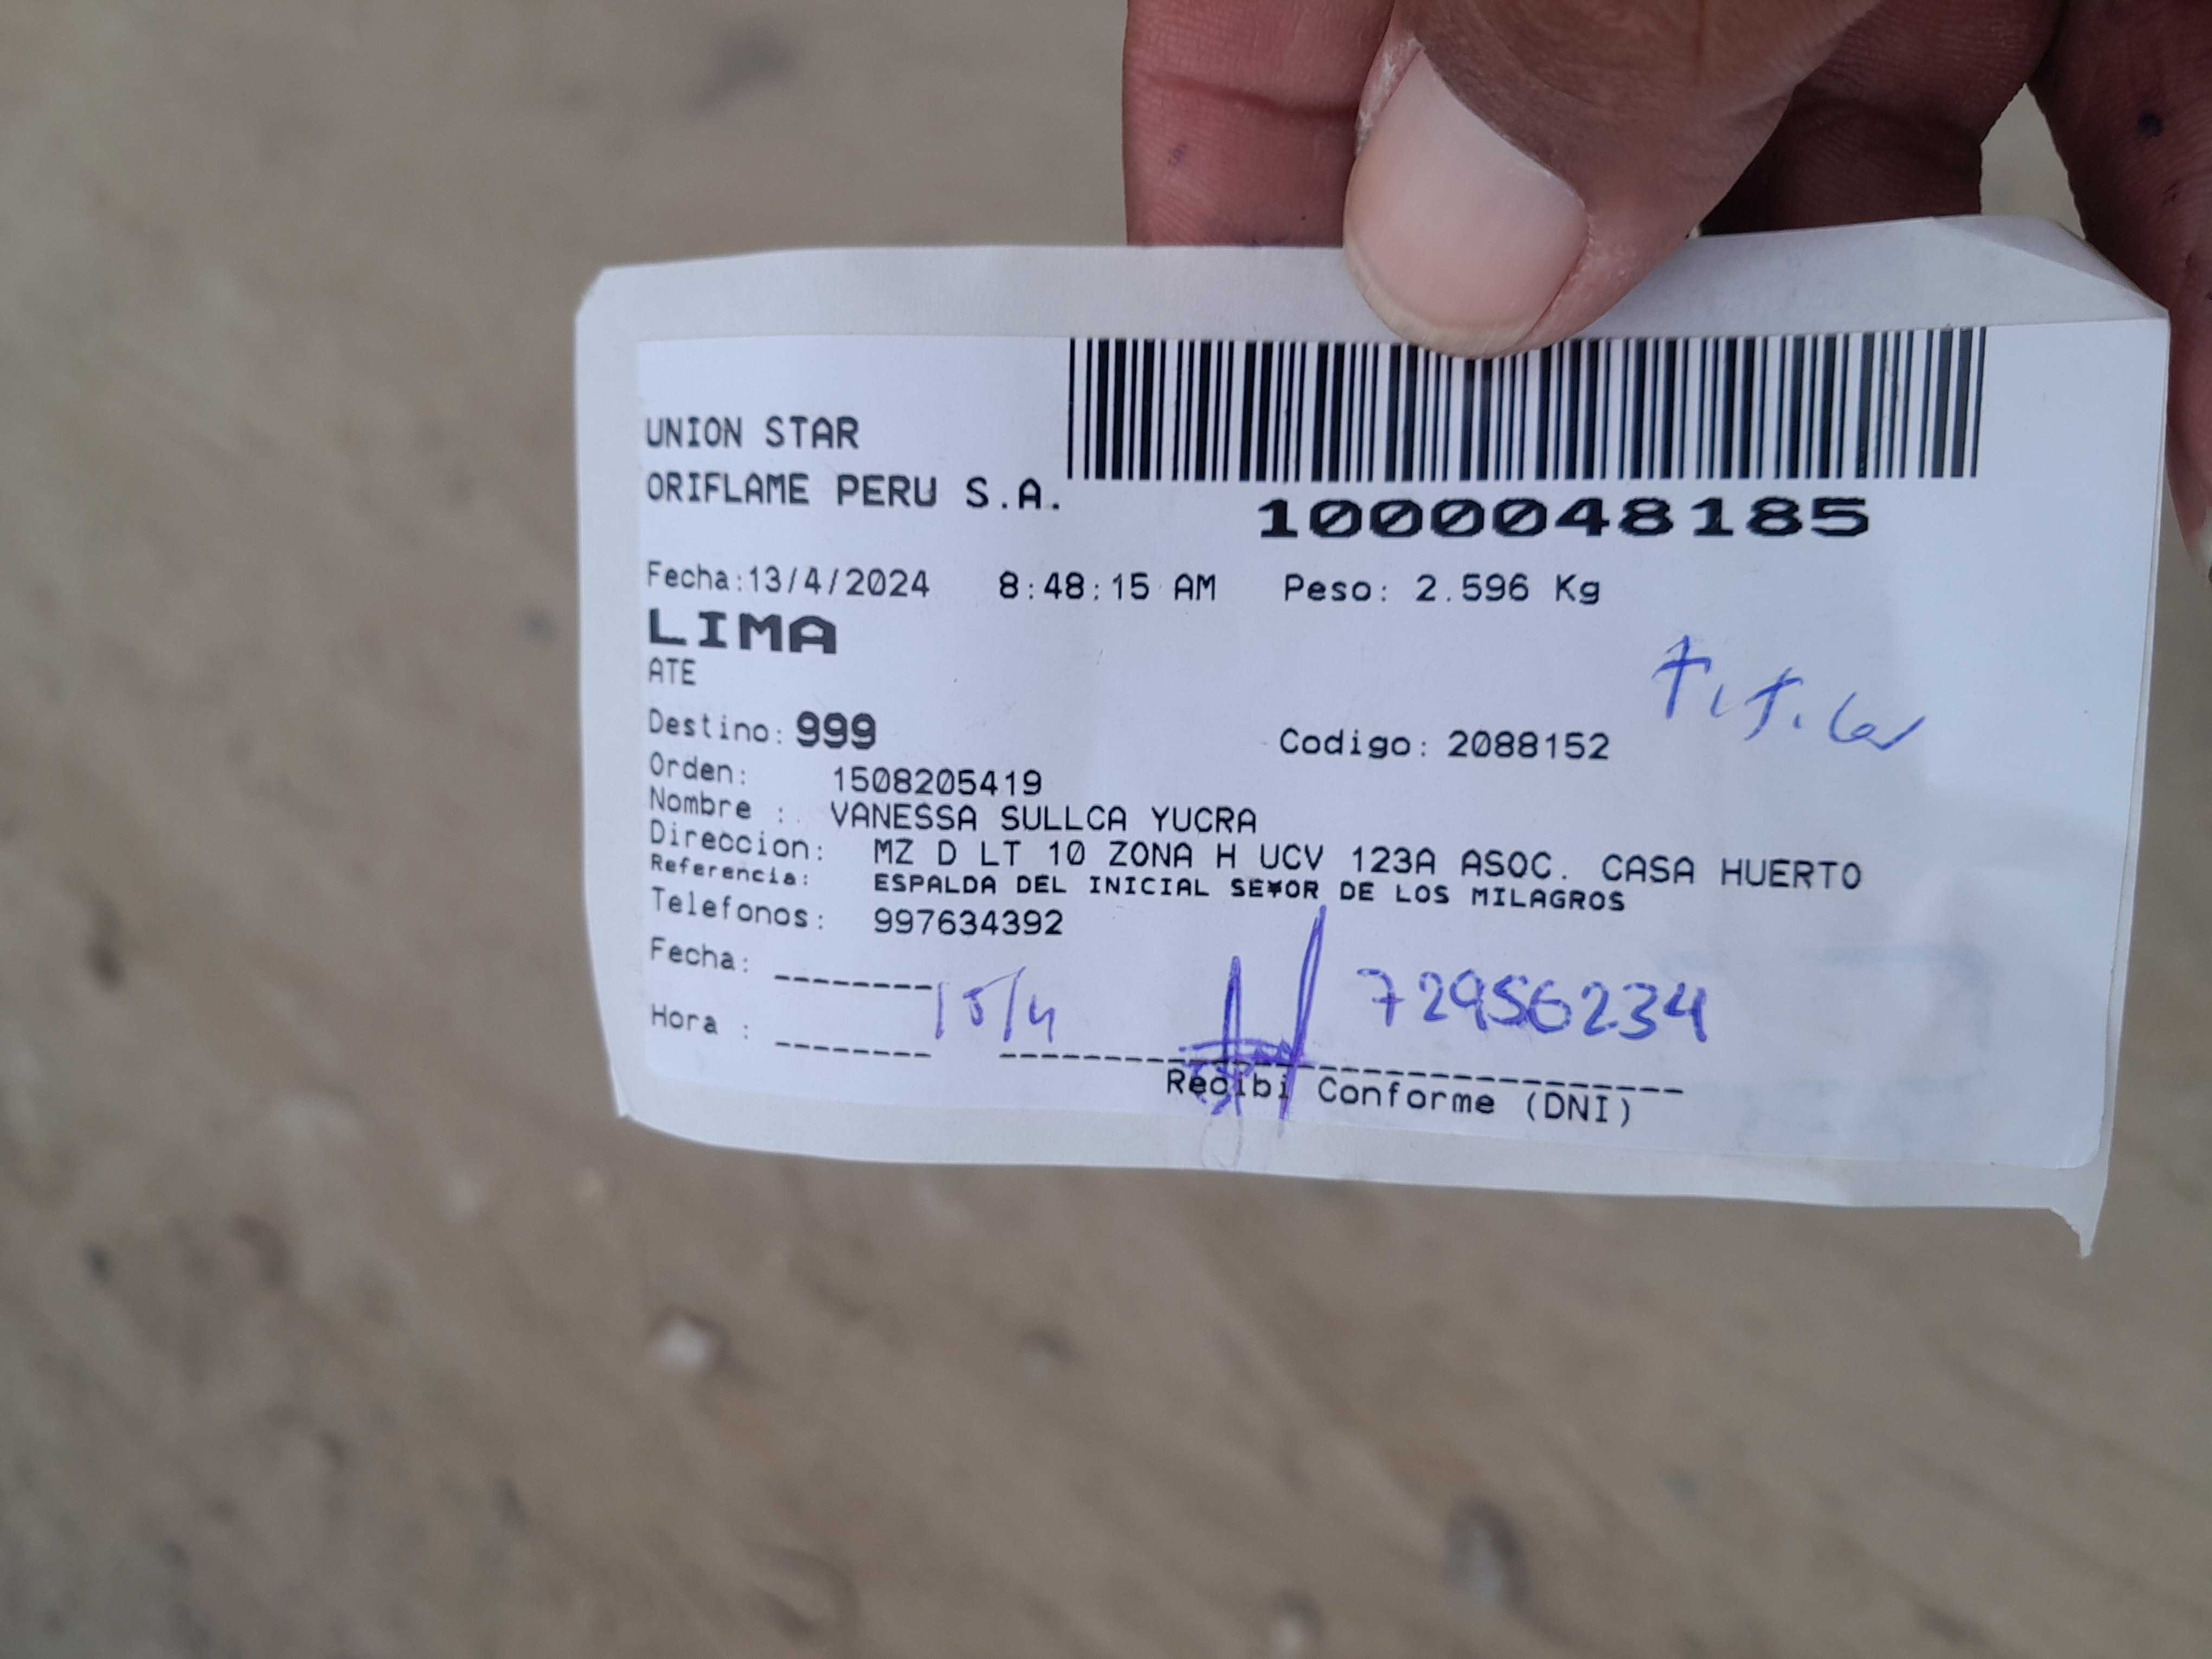 UNION STAR
ORIFLAME PERU S.A.
1000048185
Fecha:13/4/2024 8:48:15 AM Peso: 2.596 Kg
LIMA
ATE
Titular
Destino: 999 Codigo: 2088152
Orden: 1508205419
Nombre : VANESSA SULLCA YUCRA
Direccion: MZ D LT 10 ZONA H UCV 123A ASOC. CASA HUERTO
Referencia: ESPALDA DEL INICIAL SE¥OR DE LOS MILAGROS
Telefonos: 997634392
Fecha: --------
15/4 72956234
Hora : --------
Recibi Conforme (DNI)